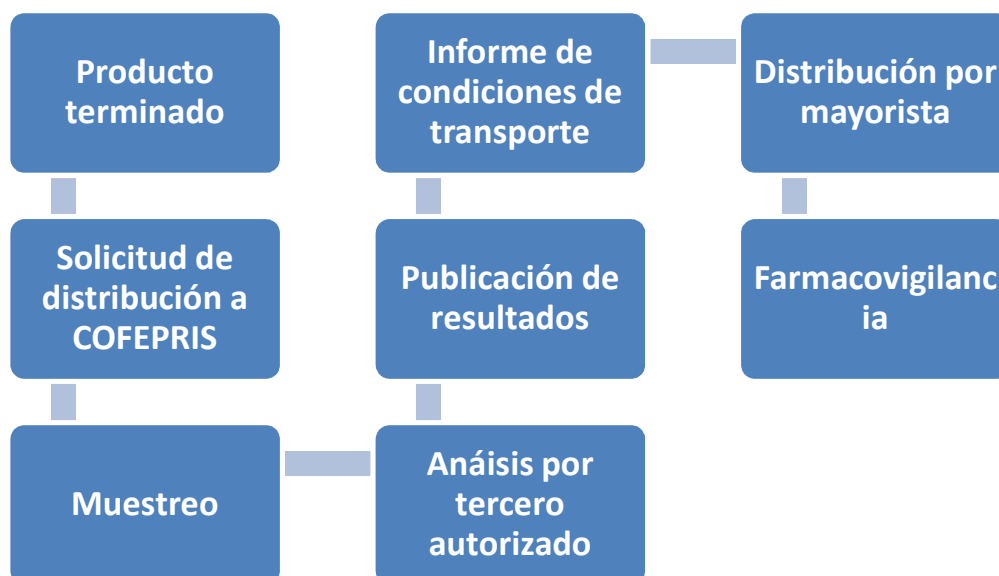 Producto
terminado
Solicitud de
distribución a
COFEPRIS
Muestreo
Anáisis por
tercero
autorizado
Publicación de
resultados
Informe de
condiciones de
transporte
Distribución por
mayorista
Farmacovigilanc
ia